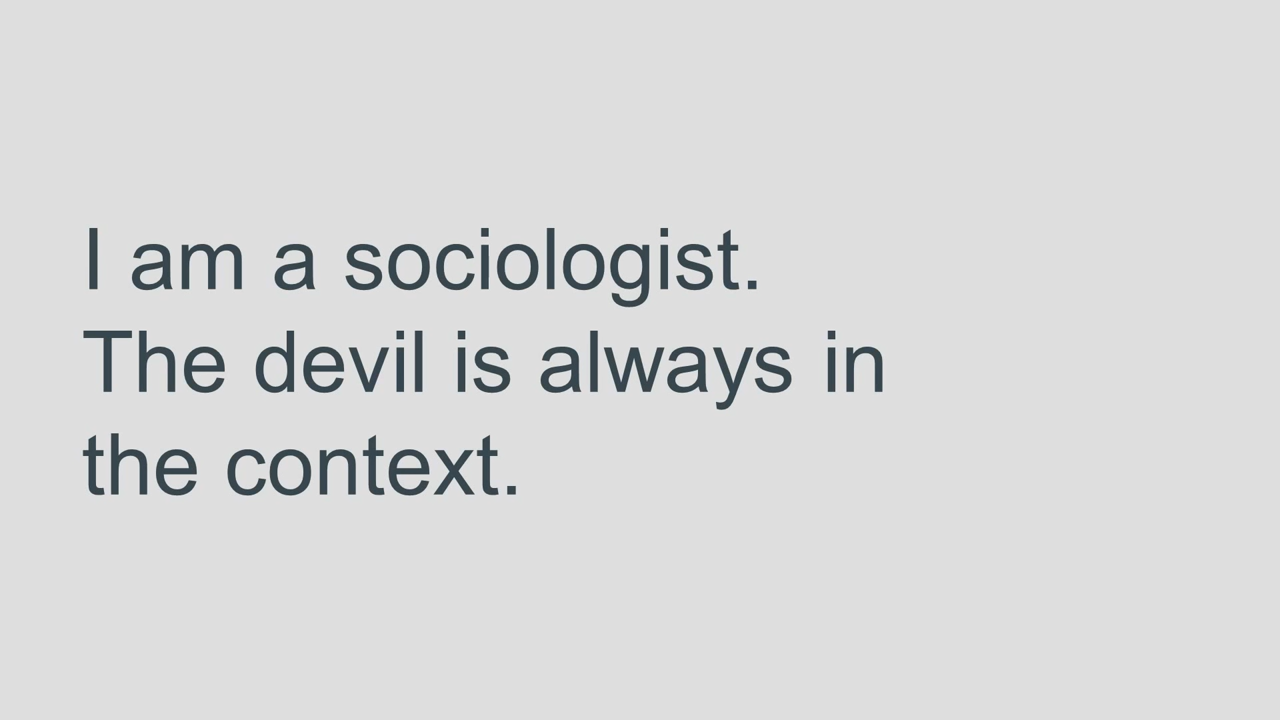 I am a sociologist.
The devil is always in
the context.